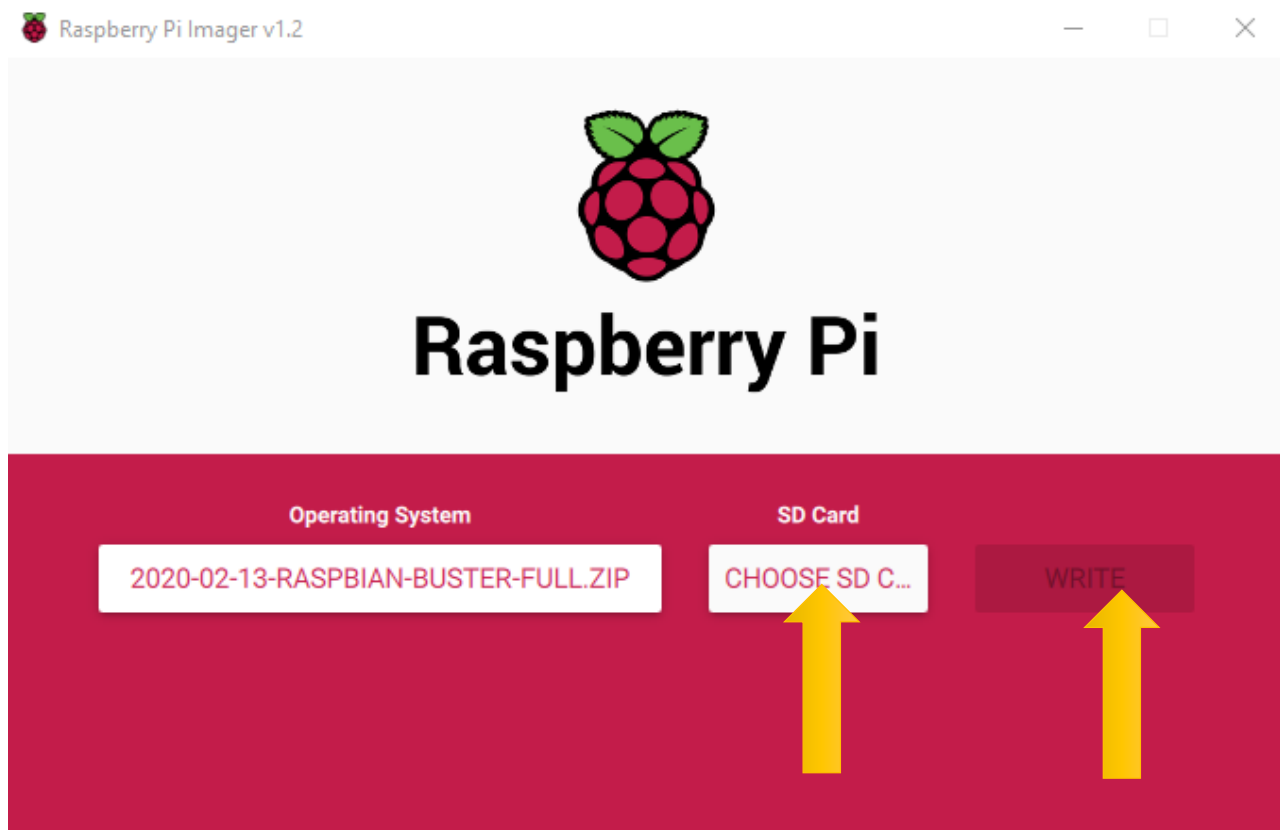 Raspberry Pi Imager v1.2
Raspberry Pi
Operating System
SD Card
2020-02-13-RASPBIAN-BUSTER-FULL.ZIP
CHOOSE SD C...
WRITE